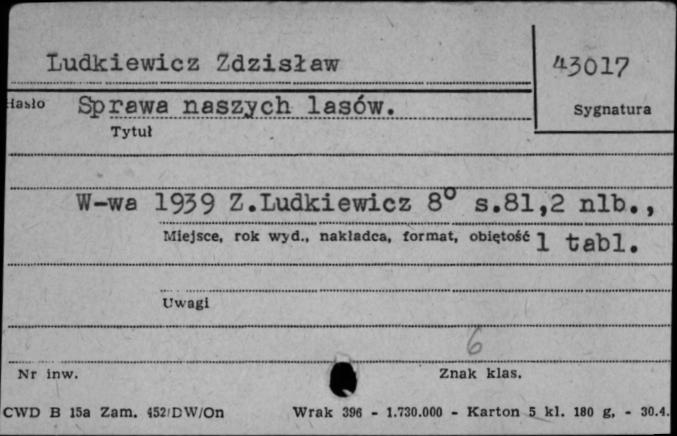 Ludkiewicz Zdzisław
43017
Hasło Sprawa naszych lasów.
Sygnatura
Tytuł
W-wa 1939 Z.Ludkiewicz 8° s.81,2 nlb.,
Miejsce, rok wyd., nakładca, format, objętość 1 tabl.
Uwagi
6
Nr inw.
Znak klas.
CWD B 15a Zam. 452/DW/On Wrak 396 - 1.730.000 - Karton 5 kl. 180 g, - 30.4.